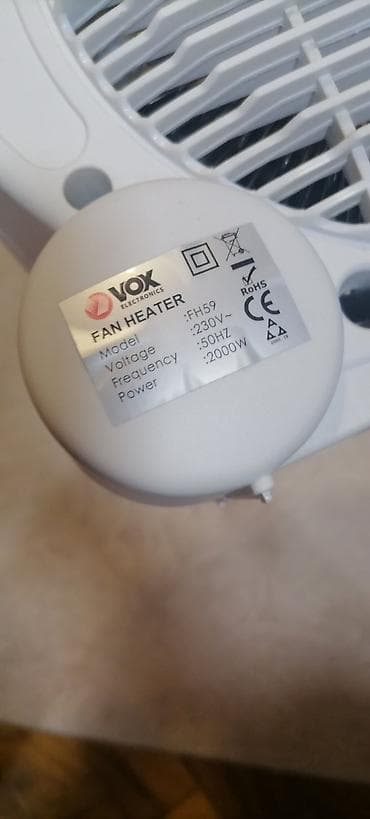 VOX
ELECTRONICS
FAN HEATER
Model :FH59
Voltage :230V~
Frequency :50HZ
Power :2000W
RoHS
CE